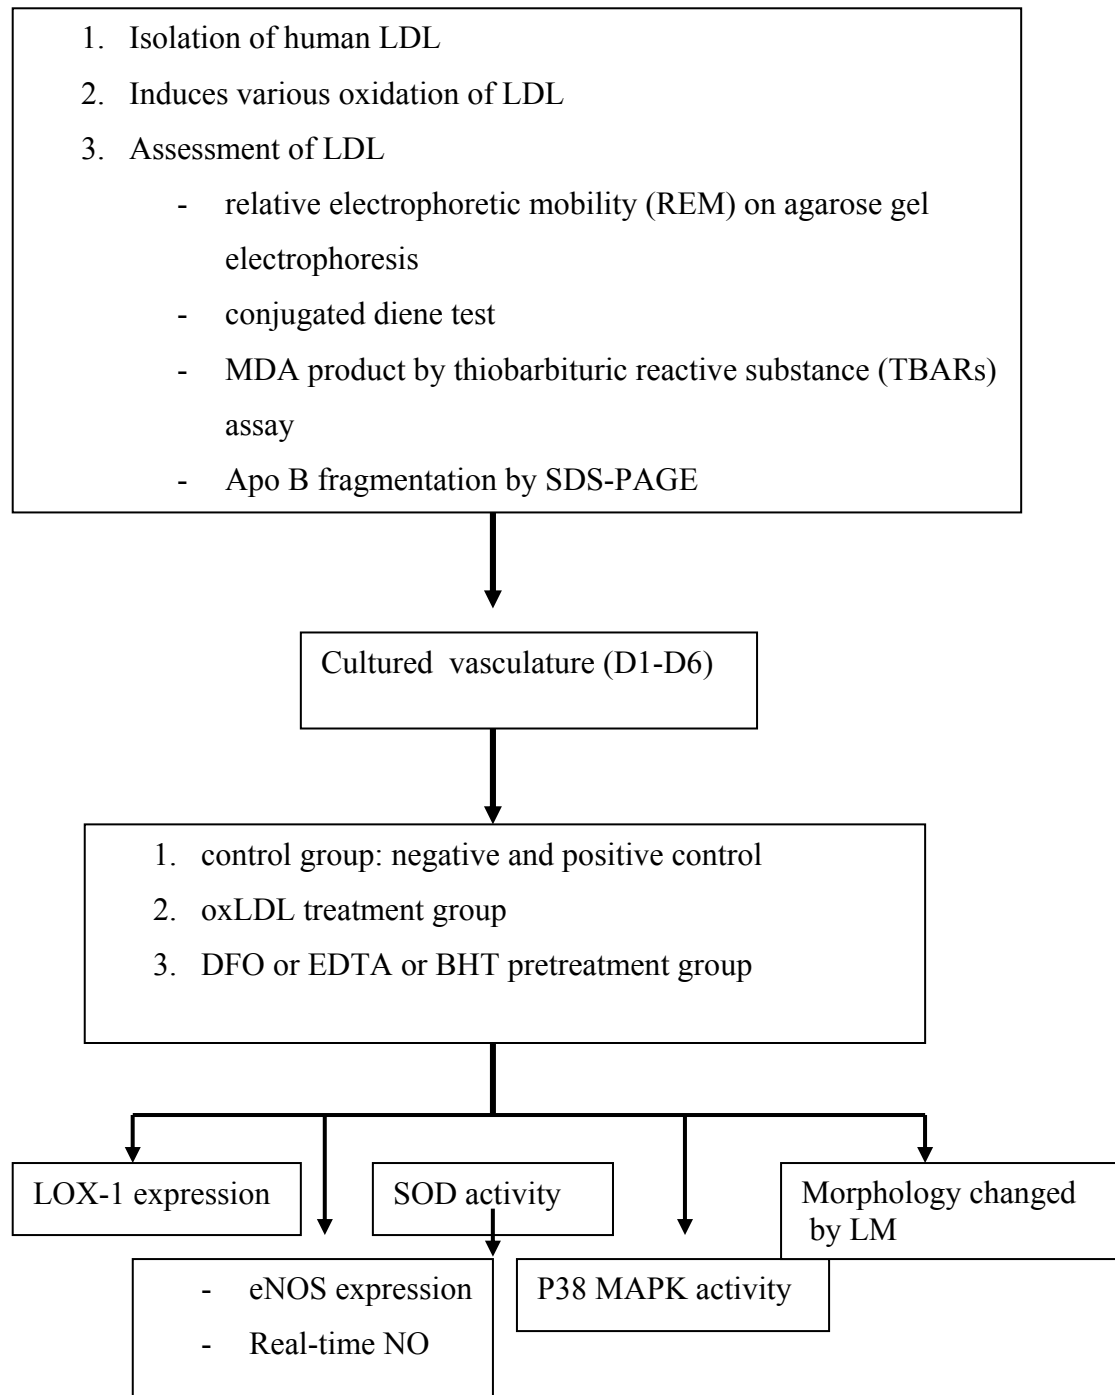 1. Isolation of human LDL
2. Induces various oxidation of LDL
3. Assessment of LDL
- relative electrophoretic mobility (REM) on agarose gel
electrophoresis
- conjugated diene test
- MDA product by thiobarbituric reactive substance (TBARs)
assay
- Apo B fragmentation by SDS-PAGE
Cultured vasculature (D1-D6)
1. control group: negative and positive control
2. oxLDL treatment group
3. DFO or EDTA or BHT pretreatment group
LOX-1 expression
SOD activity
Morphology changed
by LM
- eNOS expression
- Real-time NO
P38 MAPK activity